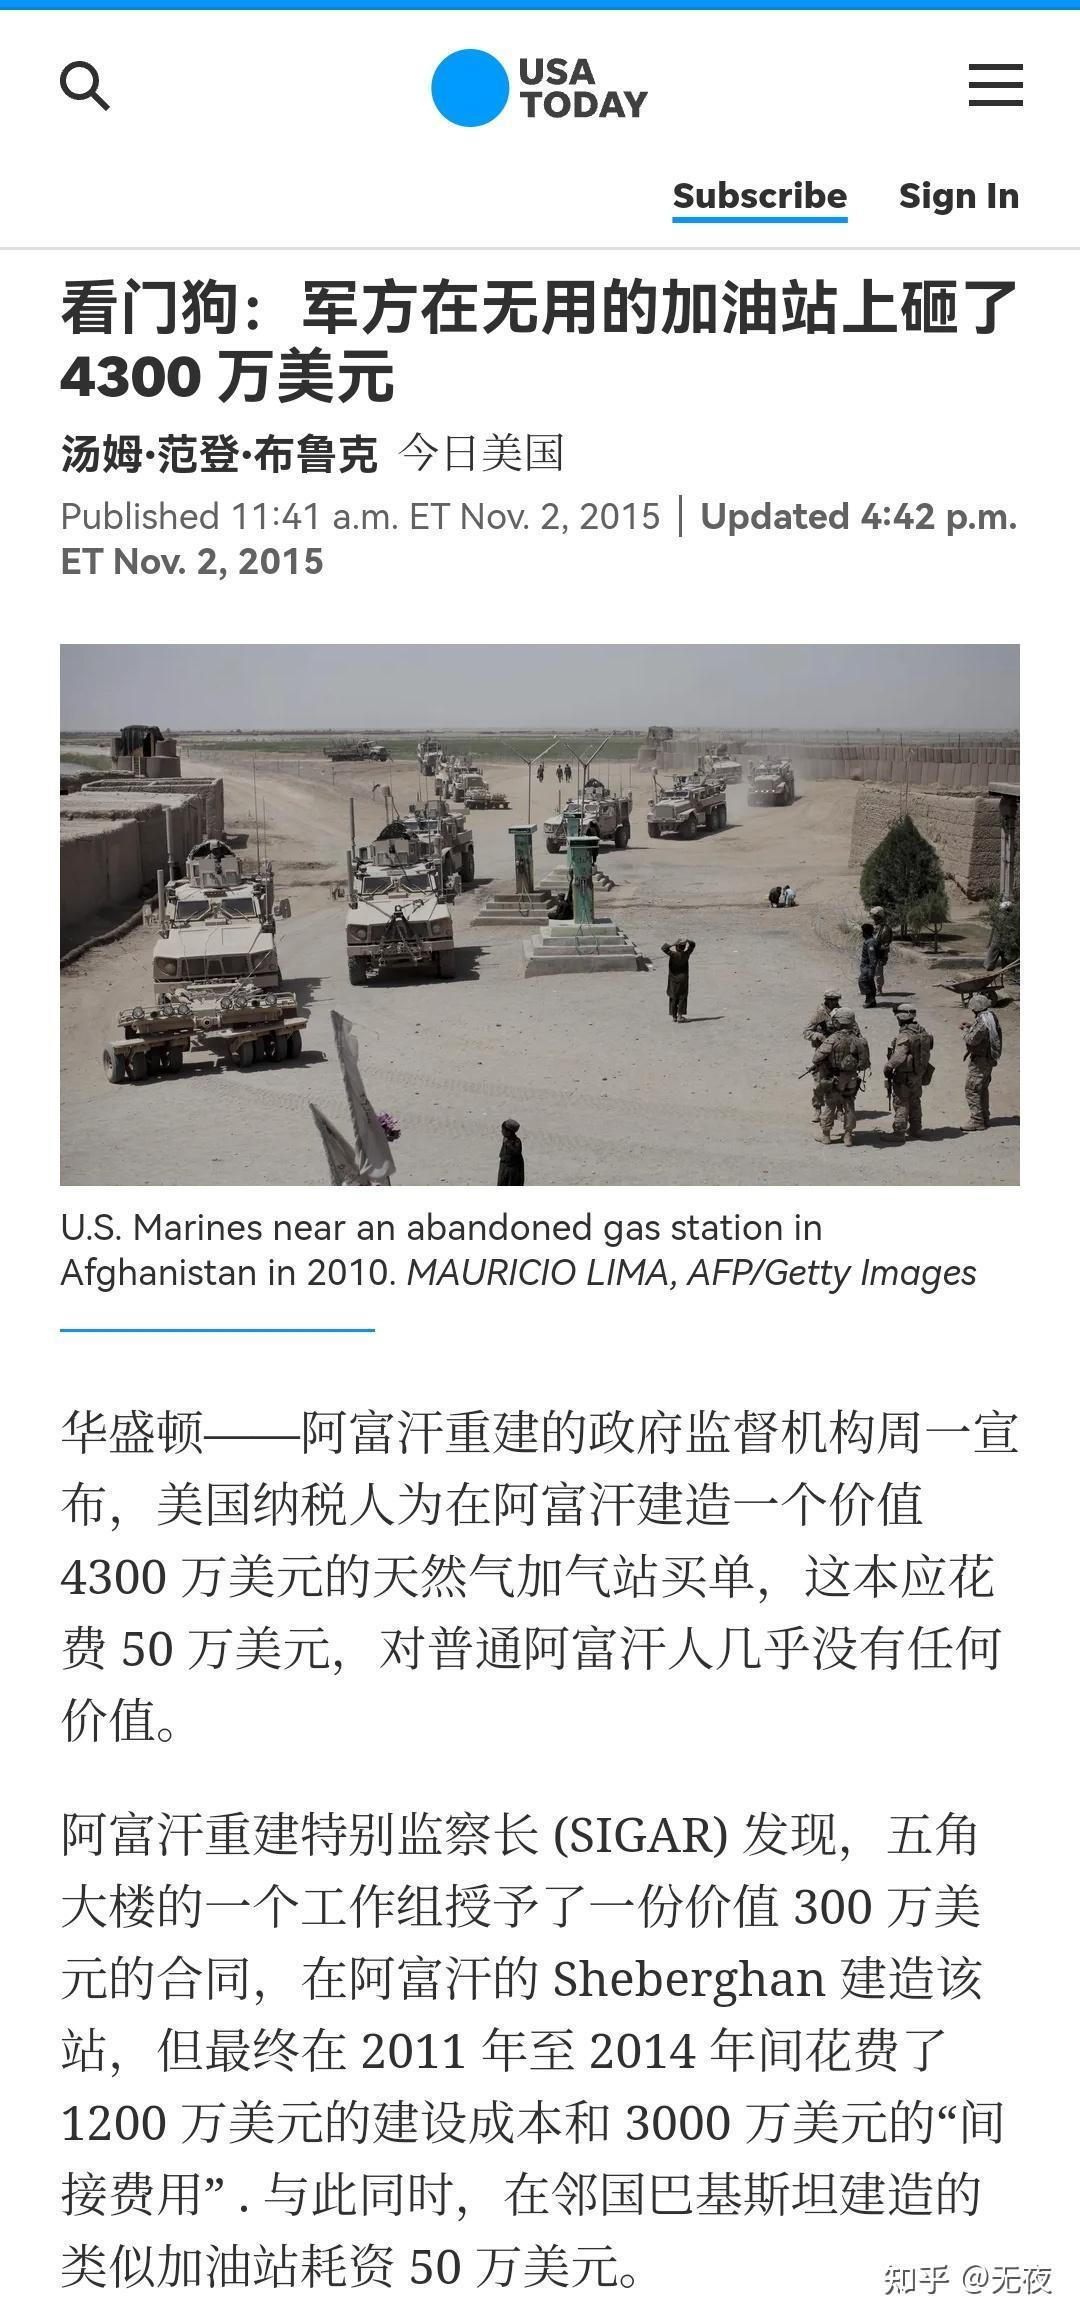 USA
TODAY
Subscribe Sign In
看门狗：军方在无用的加油站上砸了
4300 万美元
汤姆·范登·布鲁克 今日美国
Published 11:41 a.m. ET Nov. 2, 2015 | Updated 4:42 p.m.
ET Nov. 2, 2015
U.S. Marines near an abandoned gas station in
Afghanistan in 2010. MAURICIO LIMA, AFP/Getty Images
华盛顿——阿富汗重建的政府监督机构周一宣
布，美国纳税人为在阿富汗建造一个价值
4300 万美元的天然气加气站买单，这本应花
费 50 万美元，对普通阿富汗人几乎没有任何
价值。
阿富汗重建特别监察长 (SIGAR) 发现，五角
大楼的一个工作组授予了一份价值 300 万美
元的合同，在阿富汗的 Sheberghan 建造该
站，但最终在 2011 年至 2014 年间花费了
1200 万美元的建设成本和 3000 万美元的“间
接费用” . 与此同时，在邻国巴基斯坦建造的
类似加油站耗资 50 万美元。
知乎 @无夜